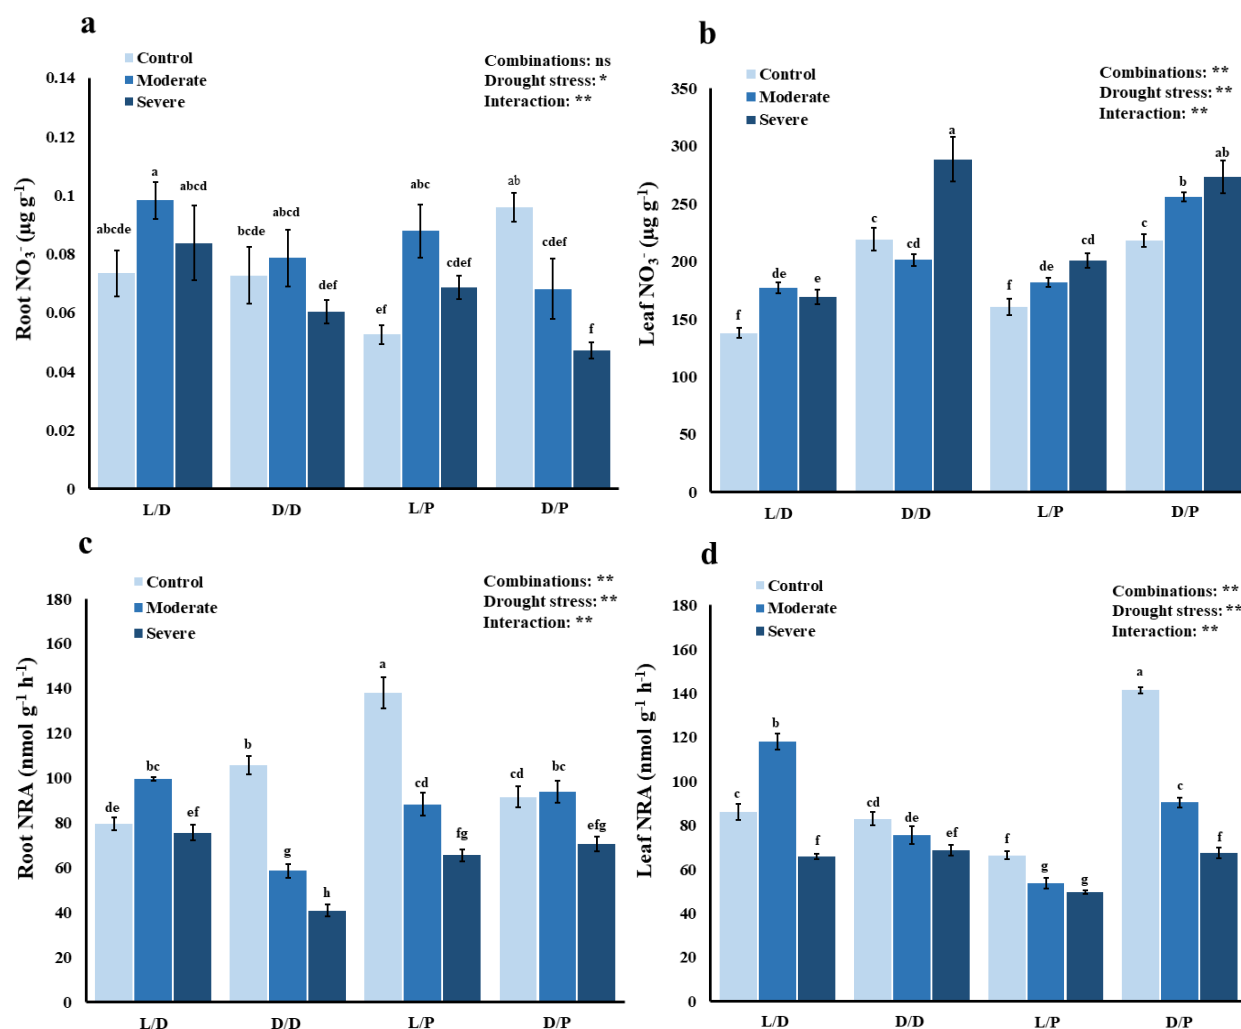 a
Control
Moderate
Severe
Combinations: ns
Drought stress: *
Interaction: **
Root NO₃⁻ (µg g⁻¹)
0.14
0.12
0.1
0.08
0.06
0.04
0.02
0
abcde
a
abcd
bcde
abcd
def
ef
abc
cdef
ab
cdef
f
L/D
D/D
L/P
D/P
b
Control
Moderate
Severe
Combinations: **
Drought stress: **
Interaction: **
Leaf NO₃⁻ (µg g⁻¹)
350
300
250
200
150
100
50
0
f
de
e
c
cd
a
f
de
cd
c
b
ab
L/D
D/D
L/P
D/P
c
Control
Moderate
Severe
Combinations: **
Drought stress: **
Interaction: **
Root NRA (nmol g⁻¹ h⁻¹)
180
160
140
120
100
80
60
40
20
0
de
bc
ef
b
g
h
a
cd
fg
cd
bc
efg
L/D
D/D
L/P
D/P
d
Control
Moderate
Severe
Combinations: **
Drought stress: **
Interaction: **
Leaf NRA (nmol g⁻¹ h⁻¹)
180
160
140
120
100
80
60
40
20
0
c
b
f
cd
de
ef
f
g
g
a
c
f
L/D
D/D
L/P
D/P